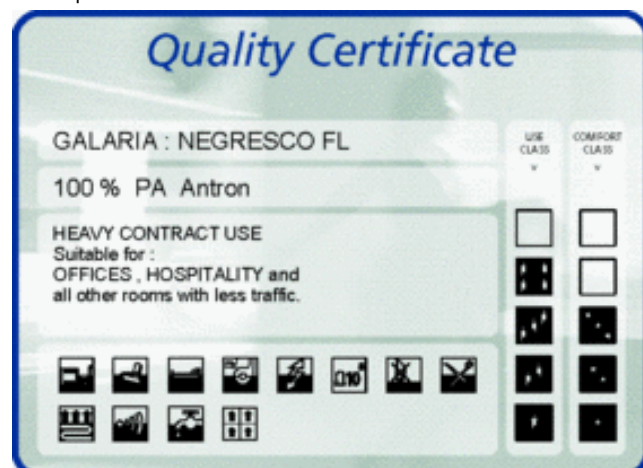 Quality Certificate
GALARIA : NEGRESCO FL
USE
CLASS
v
COMFORT
CLASS
v
100 % PA Antron
HEAVY CONTRACT USE
Suitable for :
OFFICES , HOSPITALITY and
all other rooms with less traffic.
Ω10